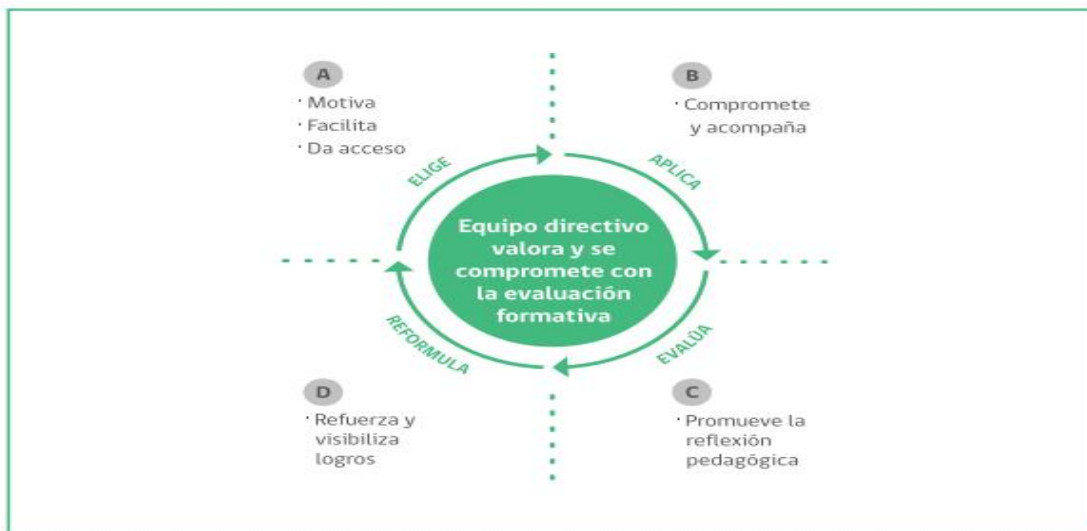 A
· Motiva
· Facilita
· Da acceso
B
· Compromete
y acompaña
ELIGE
APLICA
Equipo directivo
valora y se
compromete con
la evaluación
formativa
REFORMULA
EVALÚA
D
· Refuerza y
visibiliza
logros
C
· Promueve la
reflexión
pedagógica